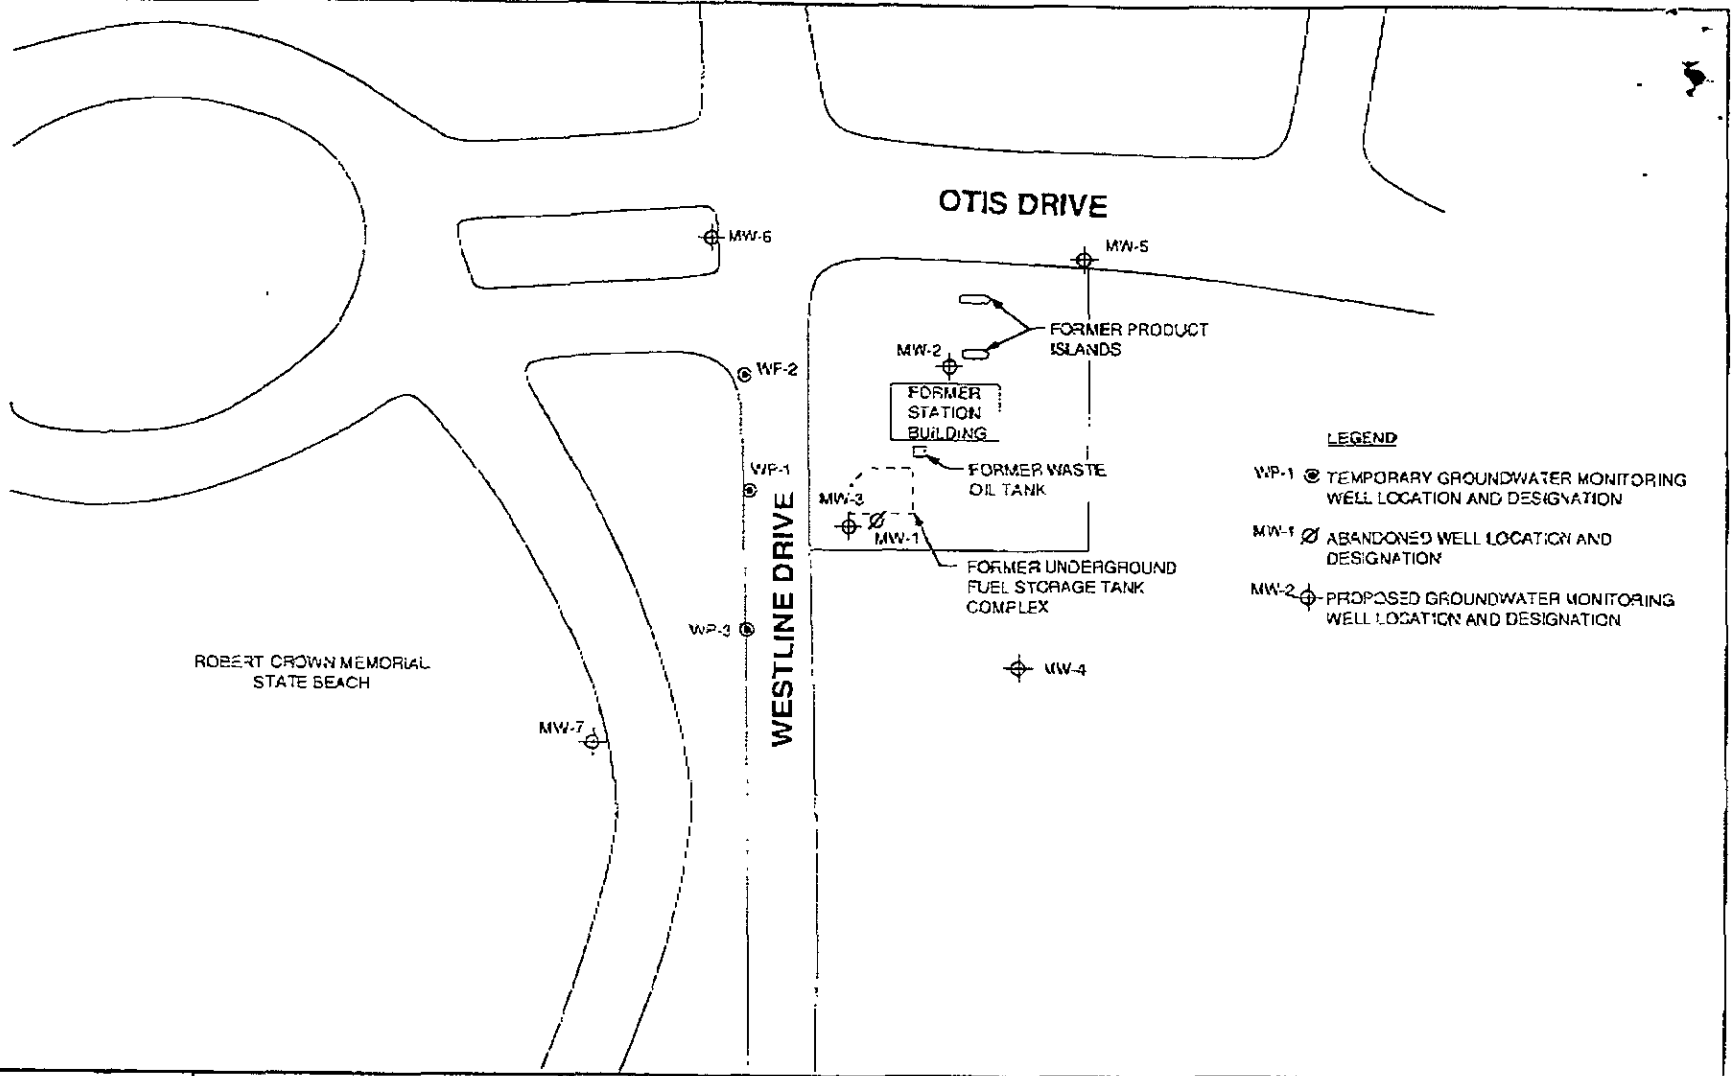 OTIS DRIVE
MW-6
MW-5
FORMER PRODUCT
ISLANDS
MW-2
WP-2
FORMER
STATION
BUILDING
LEGEND
WP-1
FORMER WASTE
OIL TANK
WP-1 TEMPORARY GROUNDWATER MONITORING
WELL LOCATION AND DESIGNATION
MW-3
MW-1
MW-1 ABANDONED WELL LOCATION AND
DESIGNATION
FORMER UNDERGROUND
FUEL STORAGE TANK
COMPLEX
MW-2 PROPOSED GROUNDWATER MONITORING
WELL LOCATION AND DESIGNATION
WP-3
WESTLINE DRIVE
ROBERT CROWN MEMORIAL
STATE BEACH
MW-4
MW-7